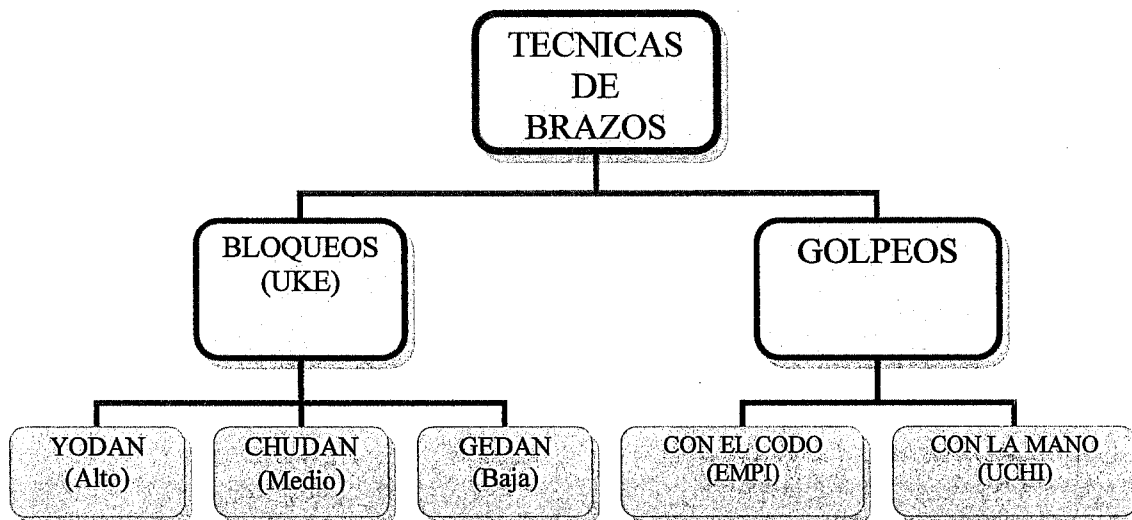 TECNICAS
DE
BRAZOS
BLOQUEOS
(UKE)
GOLPEOS
YODAN
(Alto)
CHUDAN
(Medio)
GEDAN
(Baja)
CON EL CODO
(EMPI)
CON LA MANO
(UCHI)